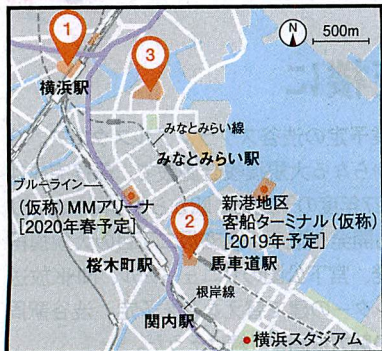 1
3
N
500m
横浜駅
みなとみらい線
みなとみらい駅
ブルーライン
(仮称)MMアリーナ
[2020年春予定]
新港地区
客船ターミナル(仮称)
[2019年予定]
2
桜木町駅
馬車道駅
根岸線
関内駅
横浜スタジアム